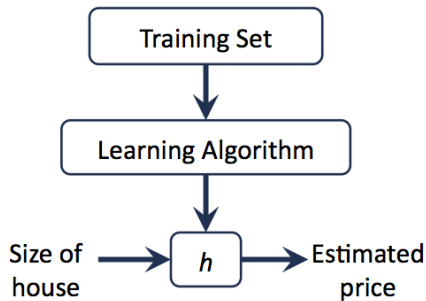 Training Set
Learning Algorithm
Size of
house
h
Estimated
price